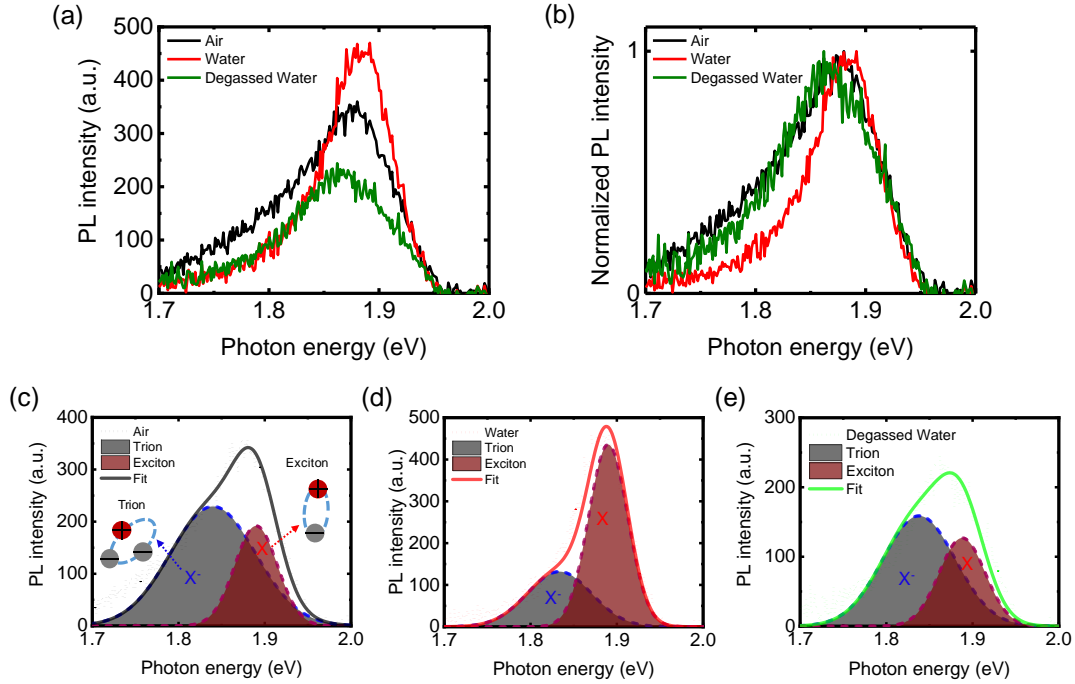 (a)
500
400
300
200
100
0
PL intensity (a.u.)
Air
Water
Degassed Water
1.7 1.8 1.9 2.0
Photon energy (eV)
(b)
1
0
Normalized PL intensity
Air
Water
Degassed Water
1.7 1.8 1.9 2.0
Photon energy (eV)
(c)
400
300
200
100
0
PL intensity (a.u.)
Air
Trion
Exciton
Fit
Trion
Exciton
X-
X
1.7 1.8 1.9 2.0
Photon energy (eV)
(d)
500
400
300
200
100
0
PL intensity (a.u.)
Water
Trion
Exciton
Fit
X-
X
1.7 1.8 1.9 2.0
Photon energy (eV)
(e)
300
200
100
0
PL intensity (a.u.)
Degassed Water
Trion
Exciton
Fit
X-
X
1.7 1.8 1.9 2.0
Photon energy (eV)